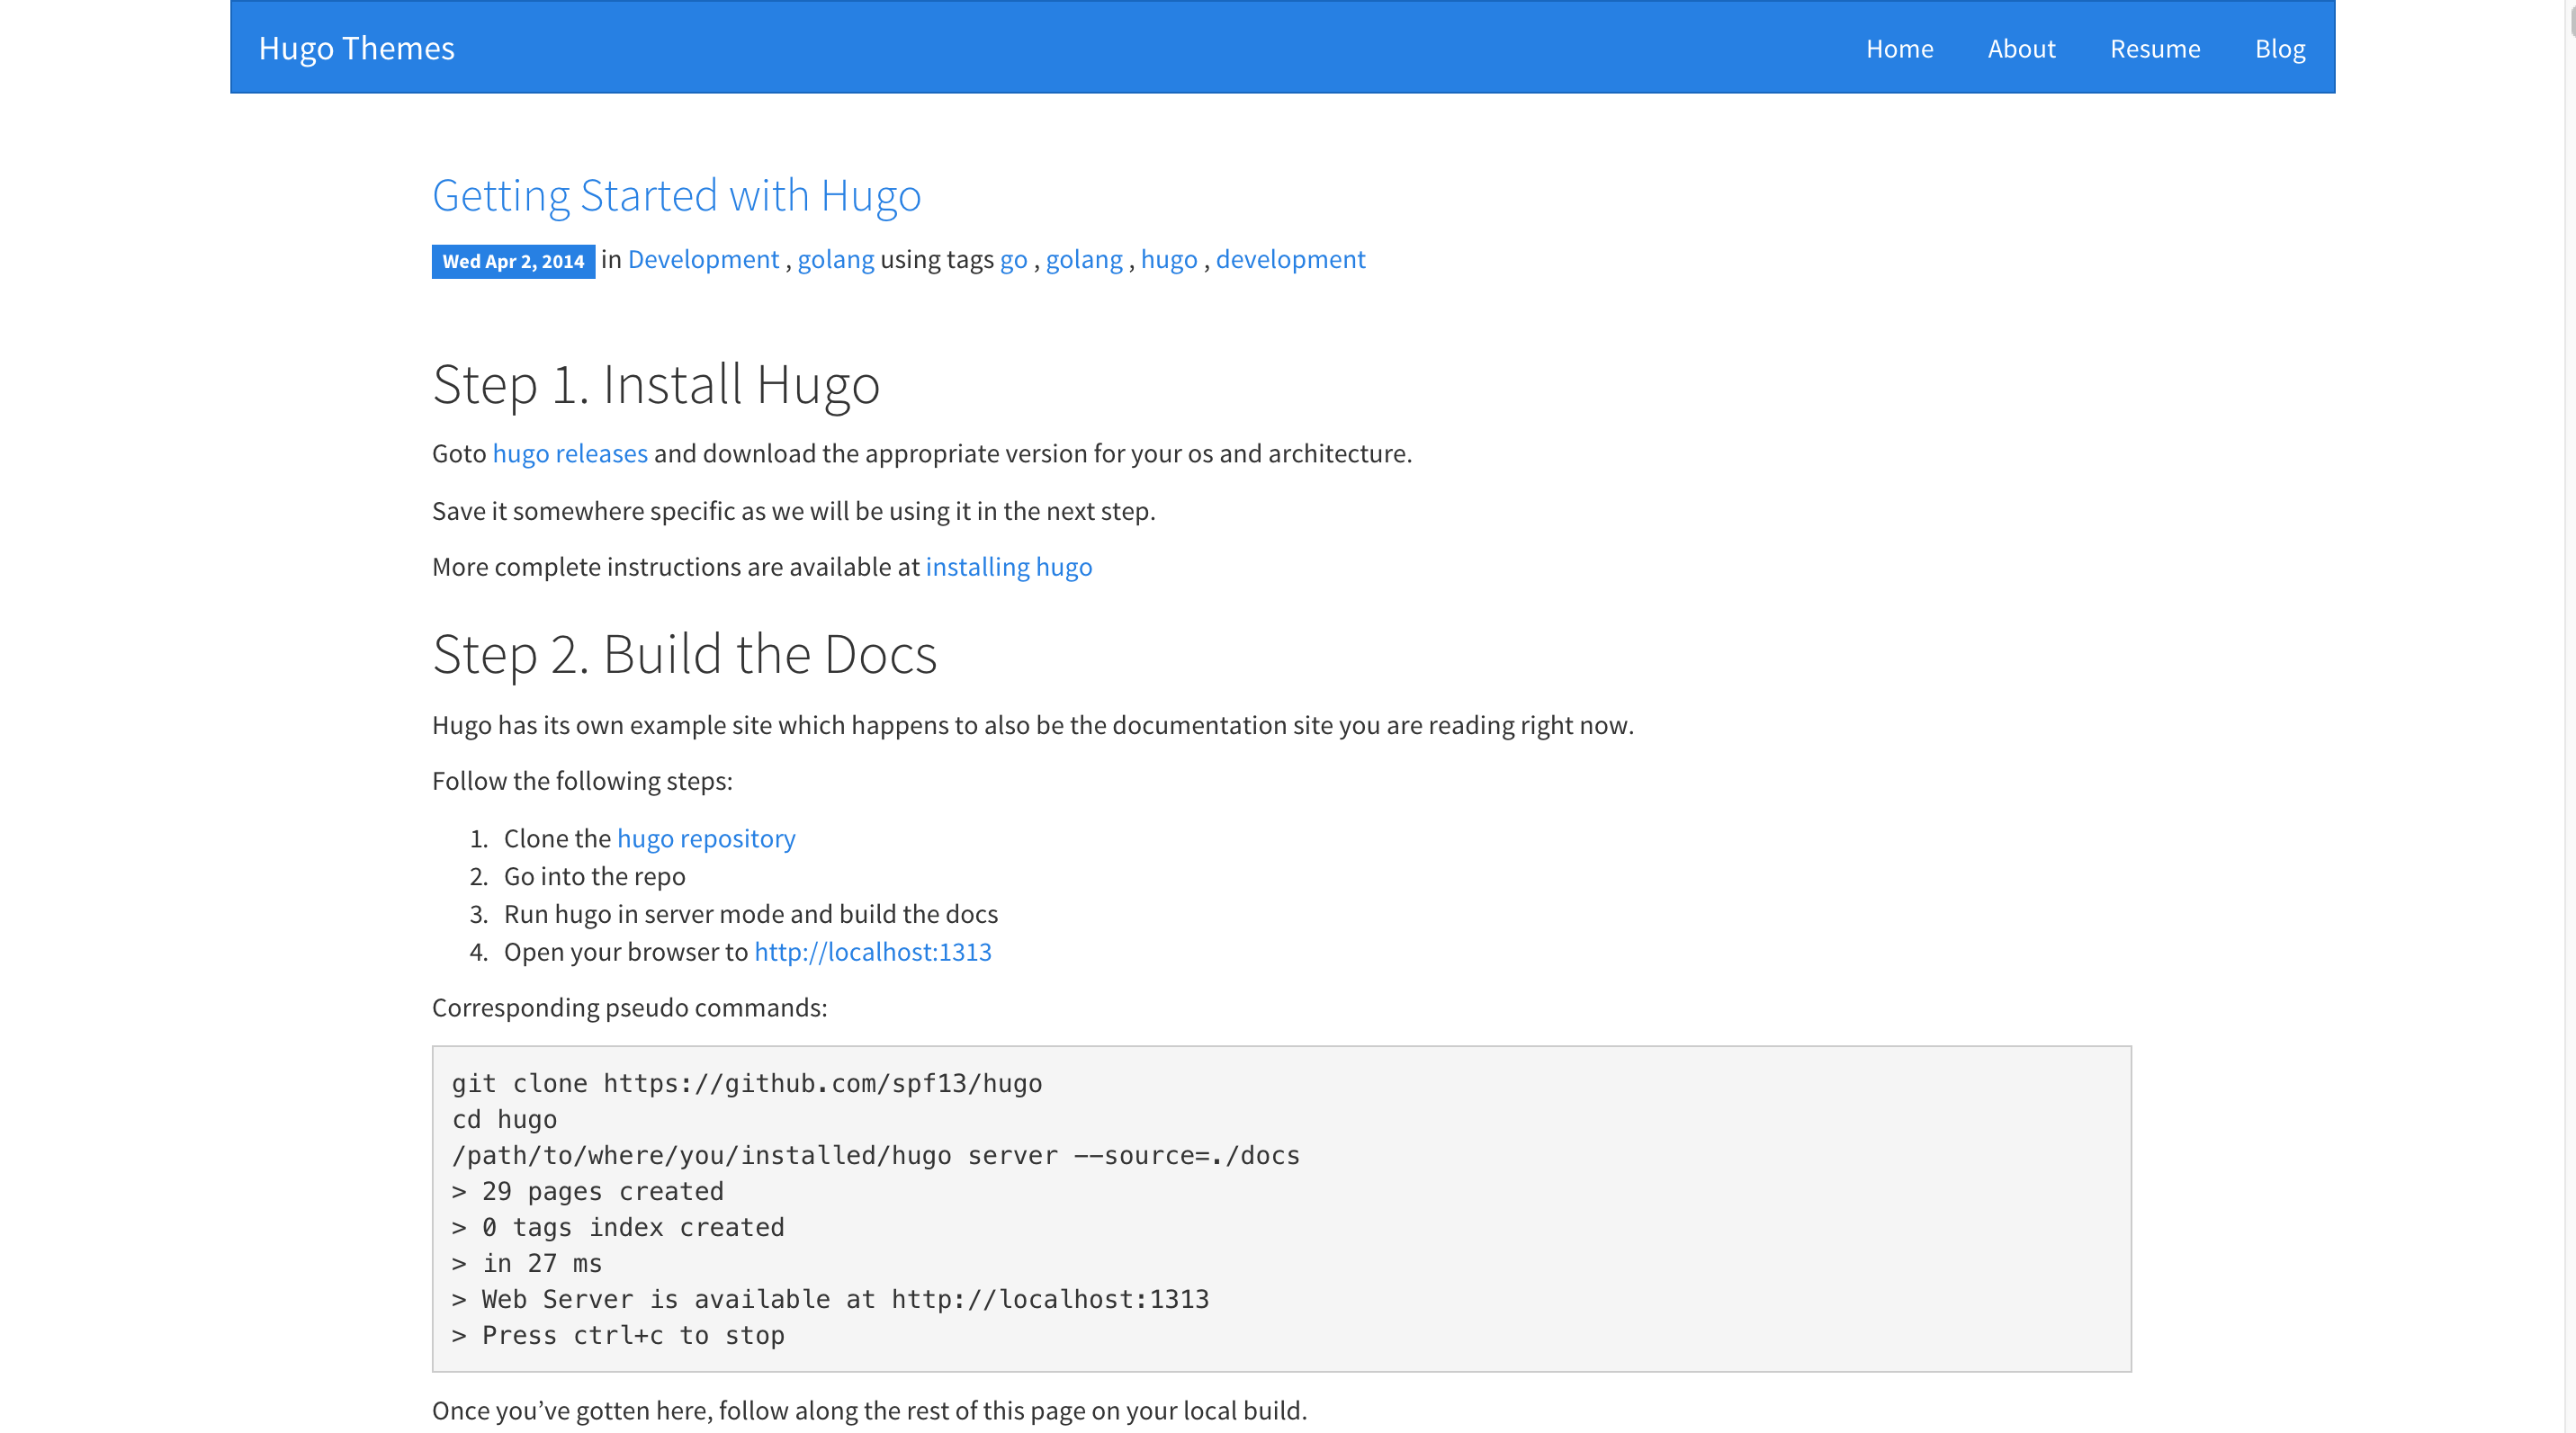 Hugo Themes
Home About Resume Blog
Getting Started with Hugo
Wed Apr 2, 2014 in Development , golang using tags go , golang , hugo , development
Step 1. Install Hugo
Goto hugo releases and download the appropriate version for your os and architecture.
Save it somewhere specific as we will be using it in the next step.
More complete instructions are available at installing hugo
Step 2. Build the Docs
Hugo has its own example site which happens to also be the documentation site you are reading right now.
Follow the following steps:
1. Clone the hugo repository
2. Go into the repo
3. Run hugo in server mode and build the docs
4. Open your browser to http://localhost:1313
Corresponding pseudo commands:
git clone https://github.com/spf13/hugo
cd hugo
/path/to/where/you/installed/hugo server --source=./docs
> 29 pages created
> 0 tags index created
> in 27 ms
> Web Server is available at http://localhost:1313
> Press ctrl+c to stop
Once you’ve gotten here, follow along the rest of this page on your local build.